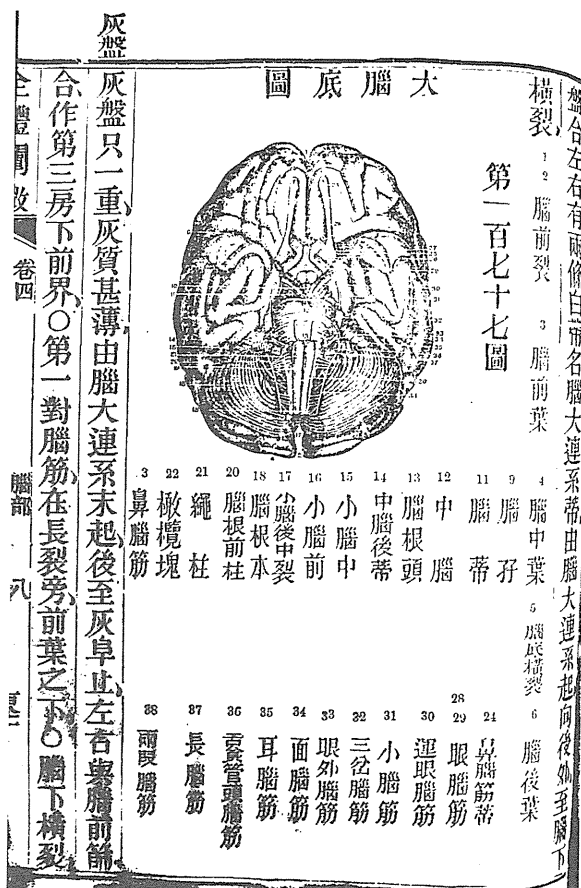 盤合左右有兩條白帶名腦大連系蒂由腦大連系起向後外至腦下
橫裂 1 2 腦前裂 3 腦前葉 4 腦中葉 5 腦底橫裂 6 腦後葉
第一百七十七圖
大腦底圖
9 腦孖
11 腦蒂
12 中腦
13 腦根頭
14 中腦後蒂
15 小腦中
16 小腦前
17 小腦後中裂
18 腦根本
20 腦根前柱
21 繩柱
22 橄欖塊
3 鼻腦筋
24 鼻腦筋蒂
28 29 眼腦筋
30 運眼腦筋
31 小腦筋
32 三岔腦筋
33 眼外腦筋
34 面腦筋
35 耳腦筋
36 舌食管頭腦筋
37 長腦筋
38 兩段腦筋
灰盤
灰盤只一重灰質甚薄由腦大連系末起後至灰阜止左右與腦前篩
合作第三房下前界〇第一對腦筋在長裂旁前葉之下〇腦下橫裂
全體闡微 卷四 腦部 八